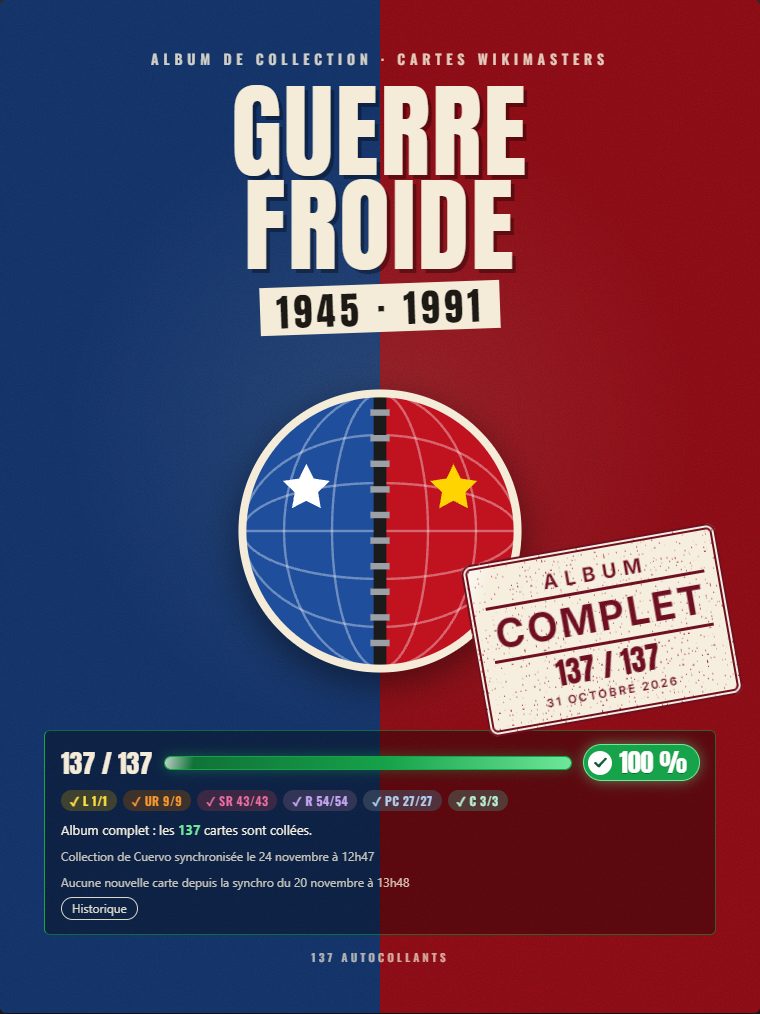 ALBUM DE COLLECTION · CARTES WIKIMASTERS
GUERRE
FROIDE
1945 · 1991
ALBUM
COMPLET
137 / 137
31 OCTOBRE 2026
137 / 137
100 %
✓ L 1/1 ✓ UR 9/9 ✓ SR 43/43 ✓ R 54/54 ✓ PC 27/27 ✓ C 3/3
Album complet : les 137 cartes sont collées.
Collection de Cuervo synchronisée le 24 novembre à 12h47
Aucune nouvelle carte depuis la synchro du 20 novembre à 13h48
Historique
137 AUTOCOLLANTS